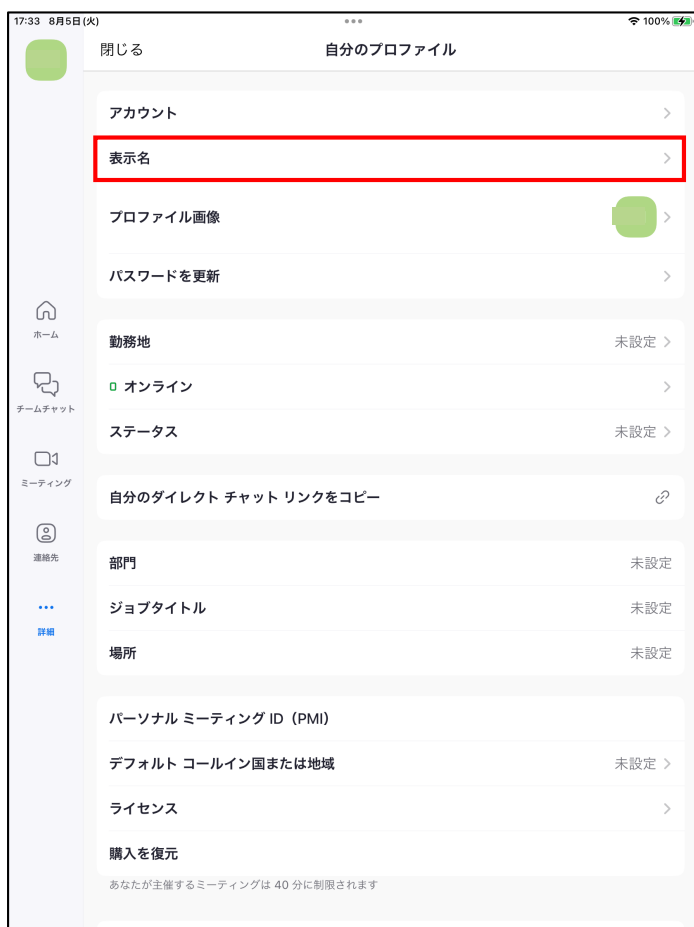 17:33 8月5日(火)
100%
閉じる
自分のプロファイル
アカウント
表示名
プロファイル画像
パスワードを更新
ホーム
勤務地 未設定
オンライン
チームチャット
ステータス 未設定
ミーティング
自分のダイレクト チャット リンクをコピー
連絡先
部門 未設定
ジョブタイトル 未設定
詳細
場所 未設定
パーソナル ミーティング ID（PMI）
デフォルト コールイン国または地域 未設定
ライセンス
購入を復元
あなたが主催するミーティングは 40 分に制限されます